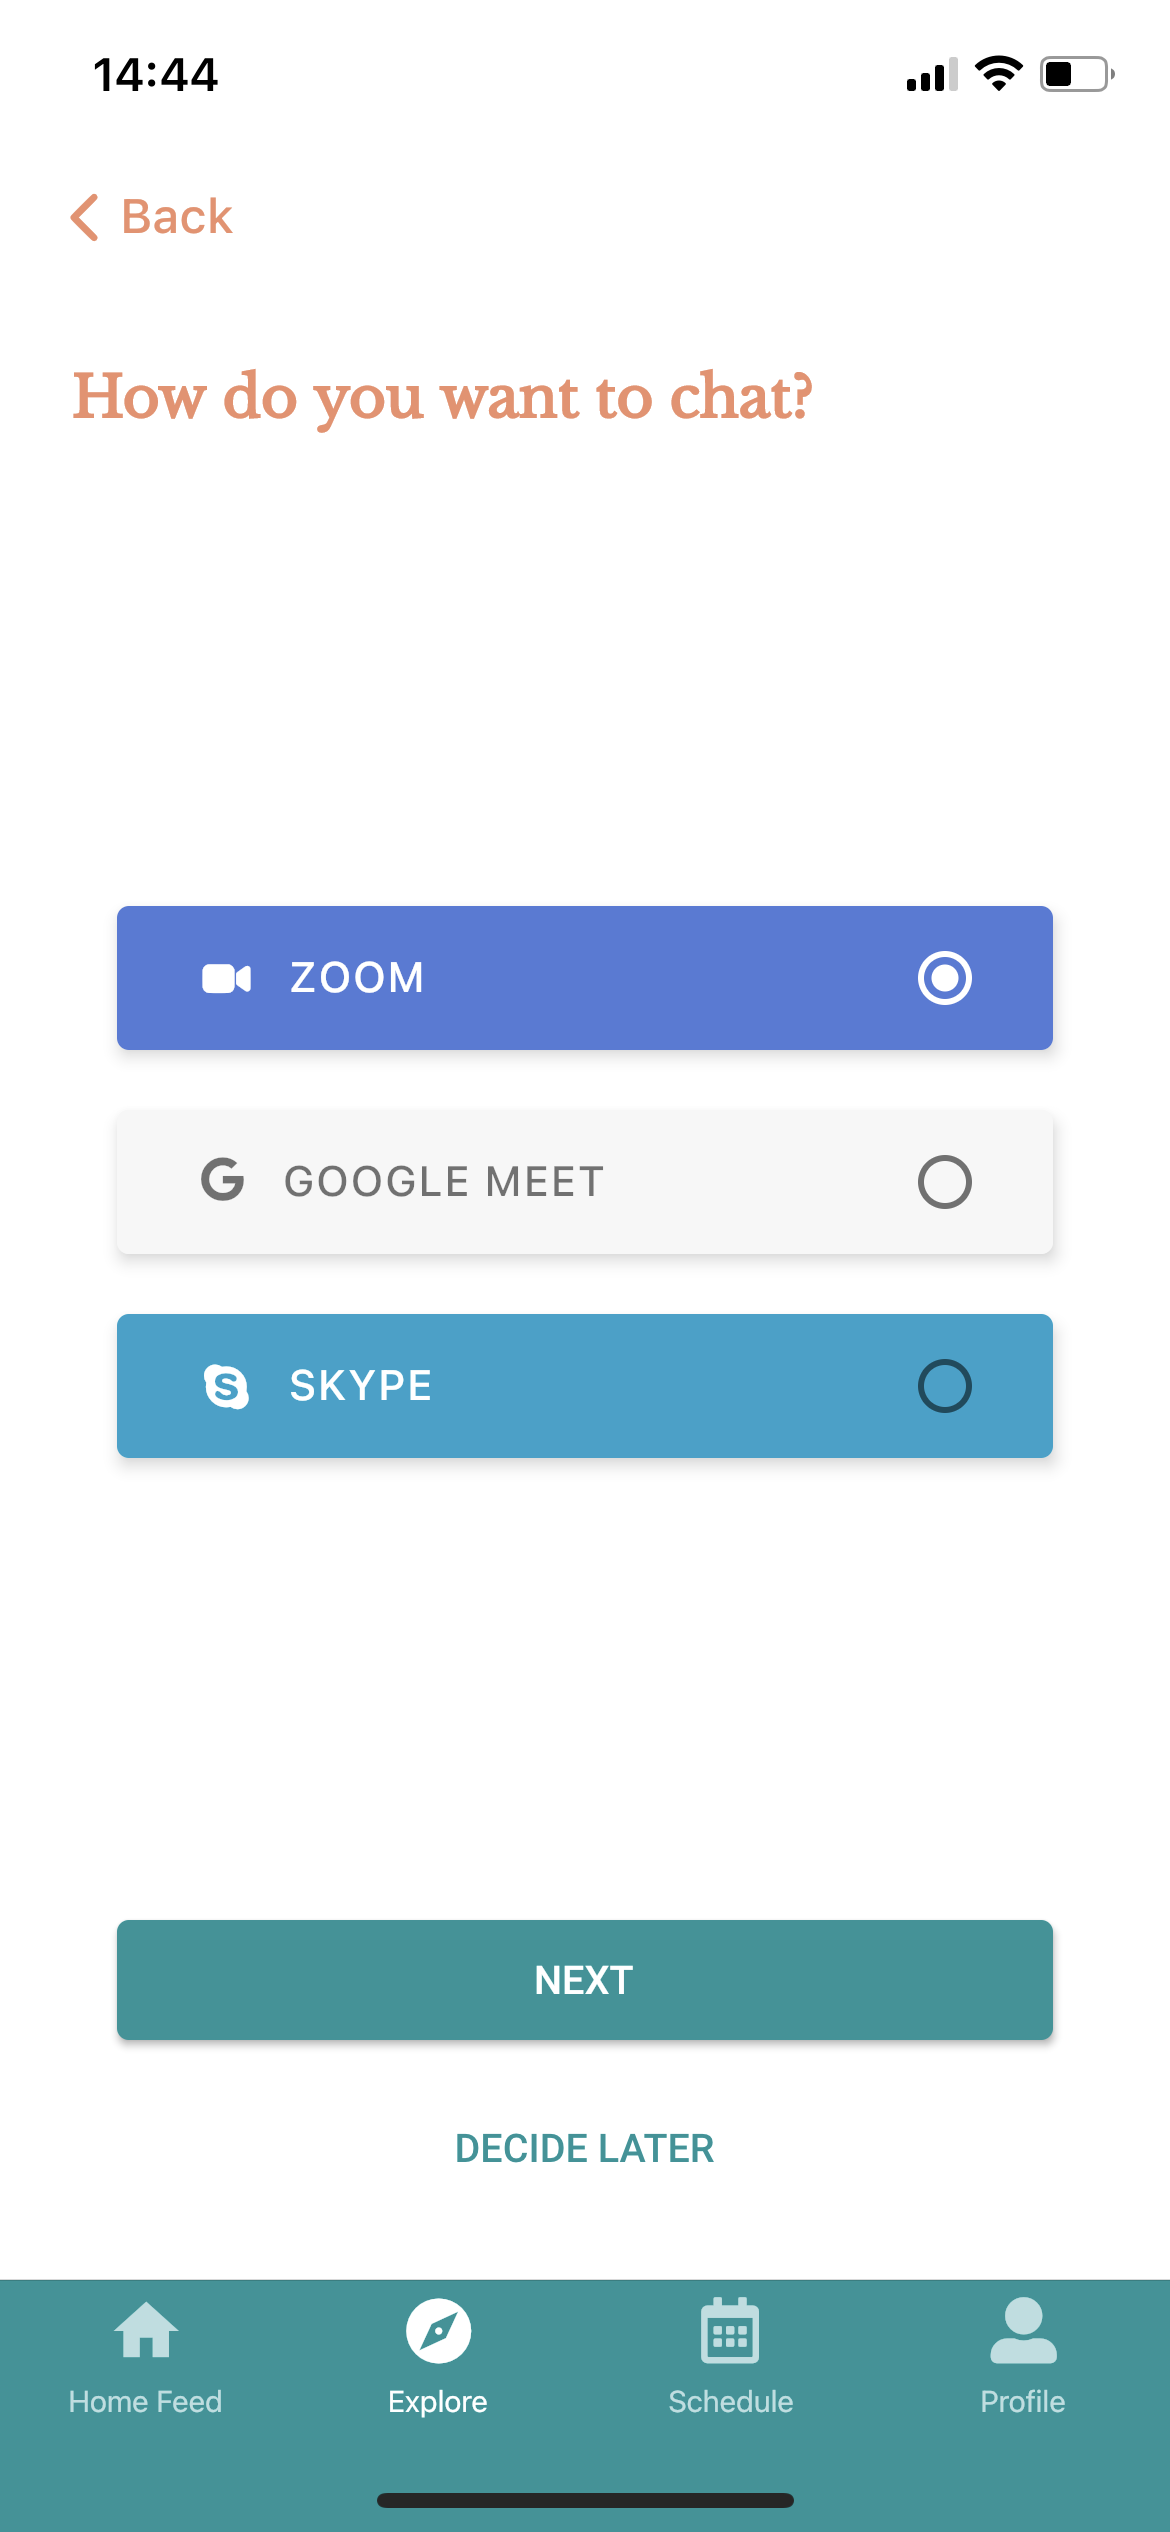 14:44
Back
How do you want to chat?
ZOOM
GOOGLE MEET
SKYPE
NEXT
DECIDE LATER
Home Feed
Explore
Schedule
Profile